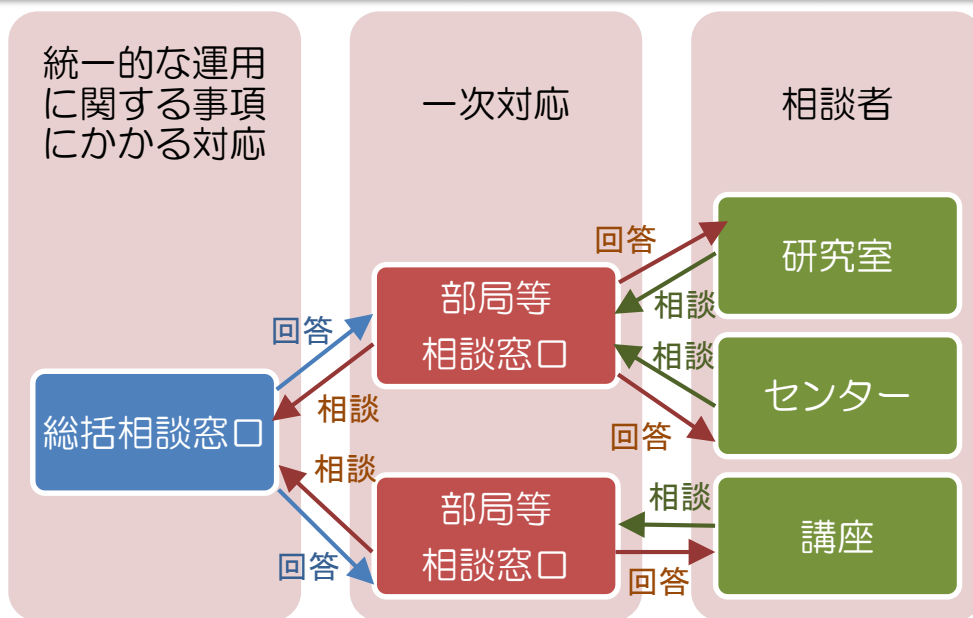 統一的な運用
に関する事項
にかかる対応
一次対応
相談者
総括相談窓口
回答
相談
相談
回答
部局等
相談窓口
部局等
相談窓口
回答
相談
相談
回答
相談
回答
研究室
センター
講座